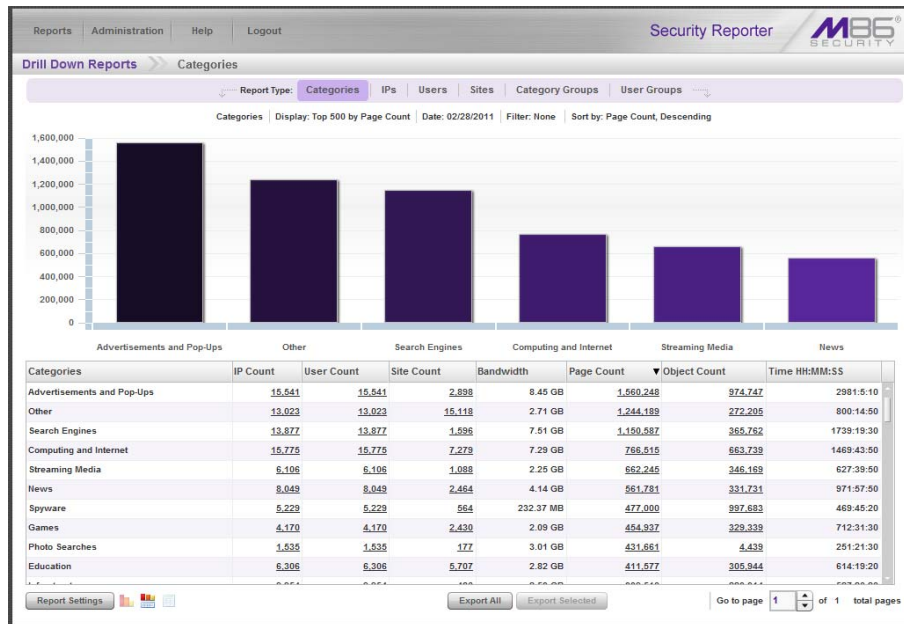 Reports Administration Help Logout Security Reporter M86® SECURITY
Drill Down Reports Categories
Report Type: Categories IPs Users Sites Category Groups User Groups
Categories Display: Top 500 by Page Count Date: 02/28/2011 Filter: None Sort by: Page Count, Descending
1,600,000
1,400,000
1,200,000
1,000,000
800,000
600,000
400,000
200,000
0
Advertisements and Pop-Ups Other Search Engines Computing and Internet Streaming Media News
Categories IP Count User Count Site Count Bandwidth Page Count ▼ Object Count Time HH:MM:SS
Advertisements and Pop-Ups 15,541 15,541 2,898 8.45 GB 1,560,248 974,747 2981:5:10
Other 13,023 13,023 15,118 2.71 GB 1,244,189 272,205 800:14:50
Search Engines 13,877 13,877 1,596 7.51 GB 1,150,587 365,762 1739:19:30
Computing and Internet 15,775 15,775 7,279 7.29 GB 766,515 663,739 1469:43:50
Streaming Media 6,106 6,106 1,088 2.25 GB 662,245 346,169 627:39:50
News 8,049 8,049 2,464 4.14 GB 561,781 331,731 971:57:50
Spyware 5,229 5,229 564 232.37 MB 477,000 997,683 469:45:20
Games 4,170 4,170 2,430 2.09 GB 454,937 329,339 712:31:30
Photo Searches 1,535 1,535 177 3.01 GB 431,661 4,439 251:21:30
Education 6,306 6,306 5,707 2.82 GB 411,577 305,944 614:19:20
Report Settings Export All Export Selected Go to page 1 of 1 total pages